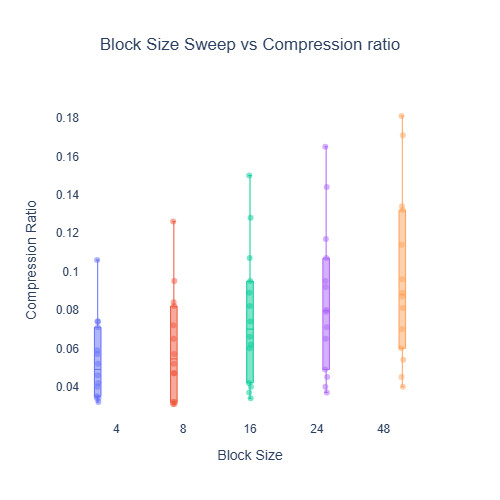 Block Size Sweep vs Compression ratio
0.18
0.16
0.14
0.12
0.1
0.08
0.06
0.04
Compression Ratio
4 8 16 24 48
Block Size